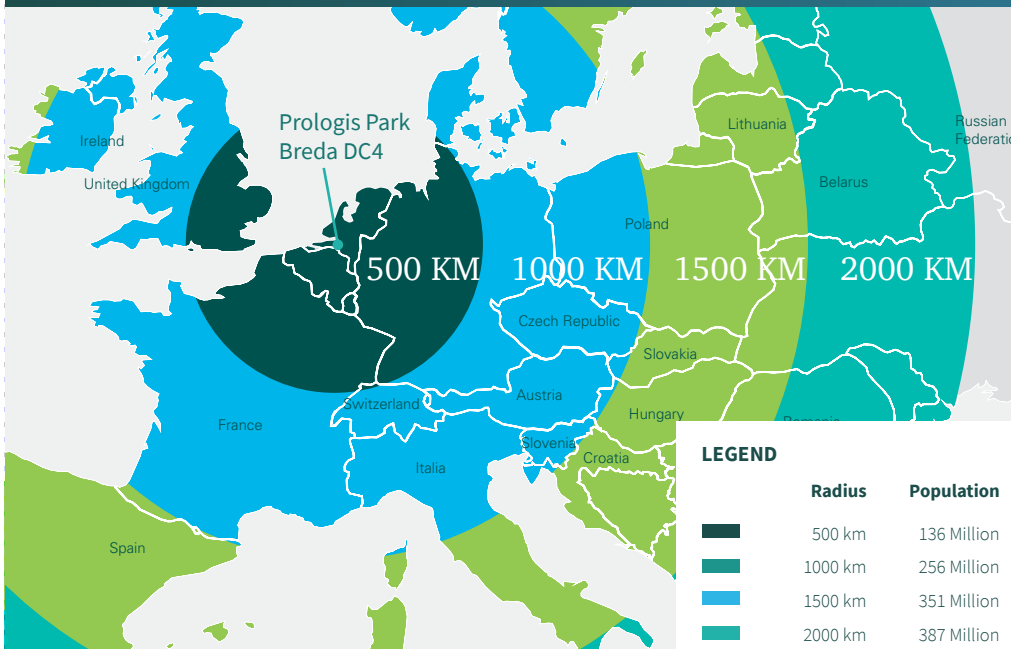 Prologis Park
Breda DC4
Ireland
United Kingdom
Lithuania
Russian
Belarus
Poland
500 KM
1000 KM
1500 KM
2000 KM
Czech Republic
Slovakia
Switzerland
Austria
France
Hungary
Slovenia
Croatia
Italia
Spain
LEGEND
Radius Population
500 km 136 Million
1000 km 256 Million
1500 km 351 Million
2000 km 387 Million